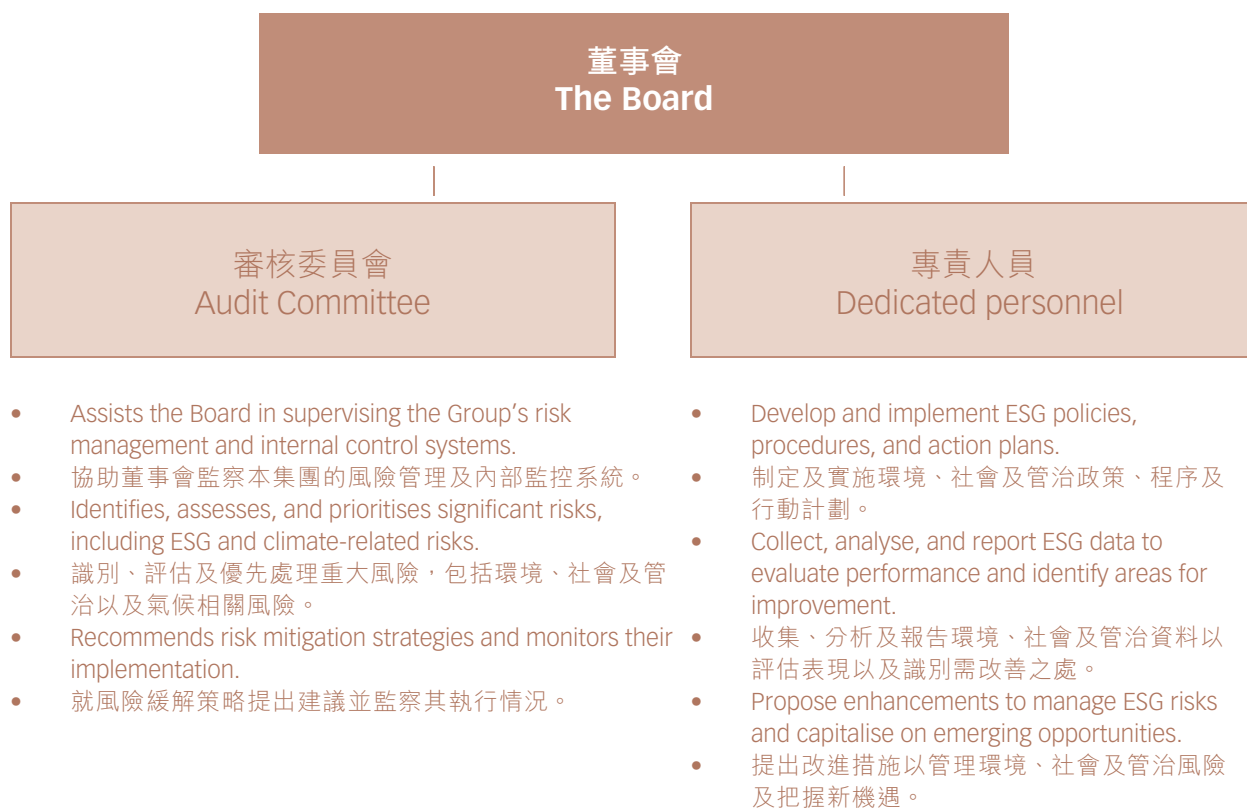 董事會
The Board
審核委員會
Audit Committee
• Assists the Board in supervising the Group’s risk
management and internal control systems.
• 協助董事會監察本集團的風險管理及內部監控系統。
• Identifies, assesses, and prioritises significant risks,
including ESG and climate-related risks.
• 識別、評估及優先處理重大風險，包括環境、社會及管
治以及氣候相關風險。
• Recommends risk mitigation strategies and monitors their
implementation.
• 就風險緩解策略提出建議並監察其執行情況。
專責人員
Dedicated personnel
• Develop and implement ESG policies,
procedures, and action plans.
• 制定及實施環境、社會及管治政策、程序及
行動計劃。
• Collect, analyse, and report ESG data to
evaluate performance and identify areas for
improvement.
• 收集、分析及報告環境、社會及管治資料以
評估表現以及識別需改善之處。
• Propose enhancements to manage ESG risks
and capitalise on emerging opportunities.
• 提出改進措施以管理環境、社會及管治風險
及把握新機遇。